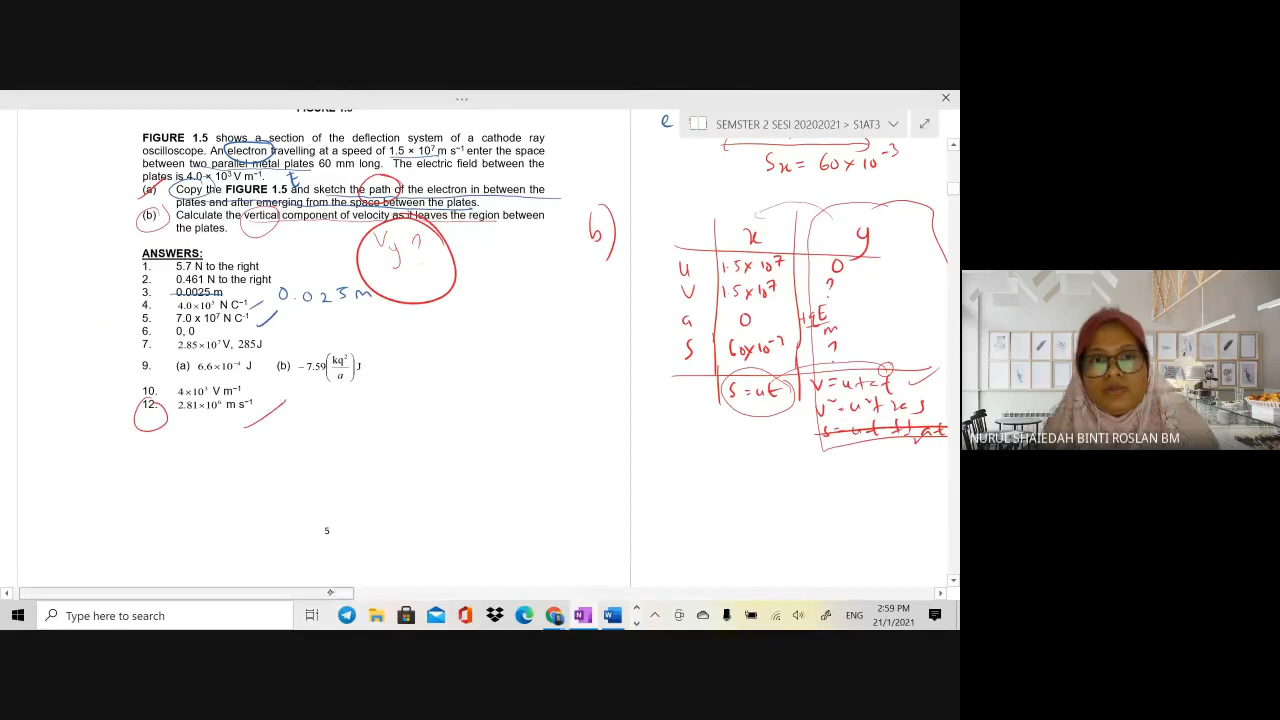 FIGURE 1.5
FIGURE 1.5 shows a section of the deflection system of a cathode ray
oscilloscope. An electron travelling at a speed of 1.5 × 10⁷ m s⁻¹ enter the space
between two parallel metal plates 60 mm long. The electric field between the
plates is 4.0 × 10³ V m⁻¹.
t
(a) Copy the FIGURE 1.5 and sketch the path of the electron in between the
plates and after emerging from the space between the plates.
(b) Calculate the vertical component of velocity as it leaves the region between
the plates.
Vy ?
ANSWERS:
1. 5.7 N to the right
2. 0.461 N to the right
3. 0.0025 m 0.025 m
4. 4.0×10³ N C⁻¹
5. 7.0 x 10⁷ N C⁻¹
6. 0, 0
7. 2.85×10⁷ V, 285J
9. (a) 6.6×10⁻⁴ J (b) −7.59(kq²/a)J
10. 4×10³ V m⁻¹
12. 2.81×10⁶ m s⁻¹
5
e
SEMSTER 2 SESI 20202021 > S1AT3
Sx = 60×10⁻³
b)
x y
u 1.5×10⁷ 0
v 1.5×10⁷ ?
a 0 +qE/m
s 60×10⁻³ ?
s = ut v = u + at
v² = u² + 2as
s = ut + ½at
NURUL SHAIEDAH BINTI ROSLAN BM
Type here to search
ENG
2:59 PM
21/1/2021